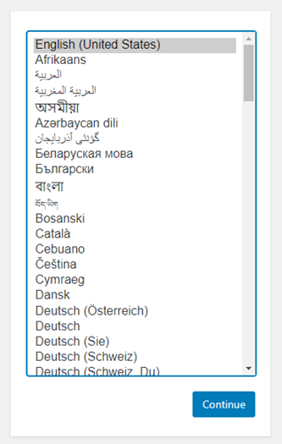 English (United States)
Afrikaans
العربية
العربية المغربية
অসমীয়া
Azərbaycan dili
گؤنئی آذربایجان
Беларуская мова
Български
বাংলা
བོད་ཡིག
Bosanski
Català
Cebuano
Čeština
Cymraeg
Dansk
Deutsch (Österreich)
Deutsch
Deutsch (Sie)
Deutsch (Schweiz)
Deutsch (Schweiz, Du)
Continue